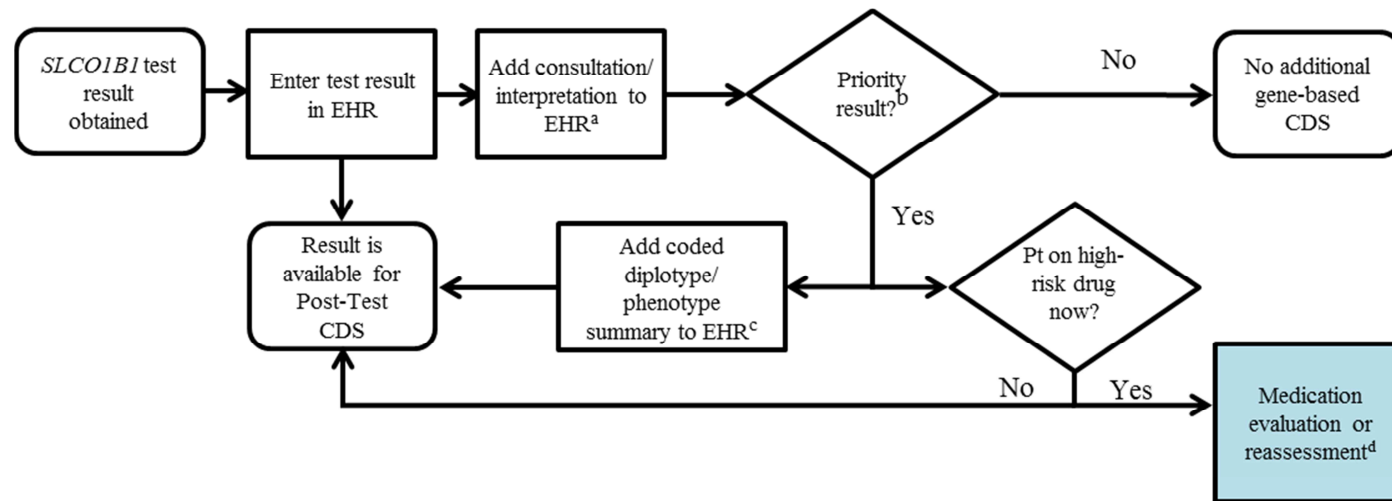 SLCO1B1 test
result
obtained
Enter test result
in EHR
Add consultation/
interpretation to
EHRa
Priority
result?b
No
No additional
gene-based
CDS
Yes
Result is
available for
Post-Test
CDS
Add coded
diplotype/
phenotype
summary to EHRc
Pt on high-
risk drug
now?
No
Yes
Medication
evaluation or
reassessmentd